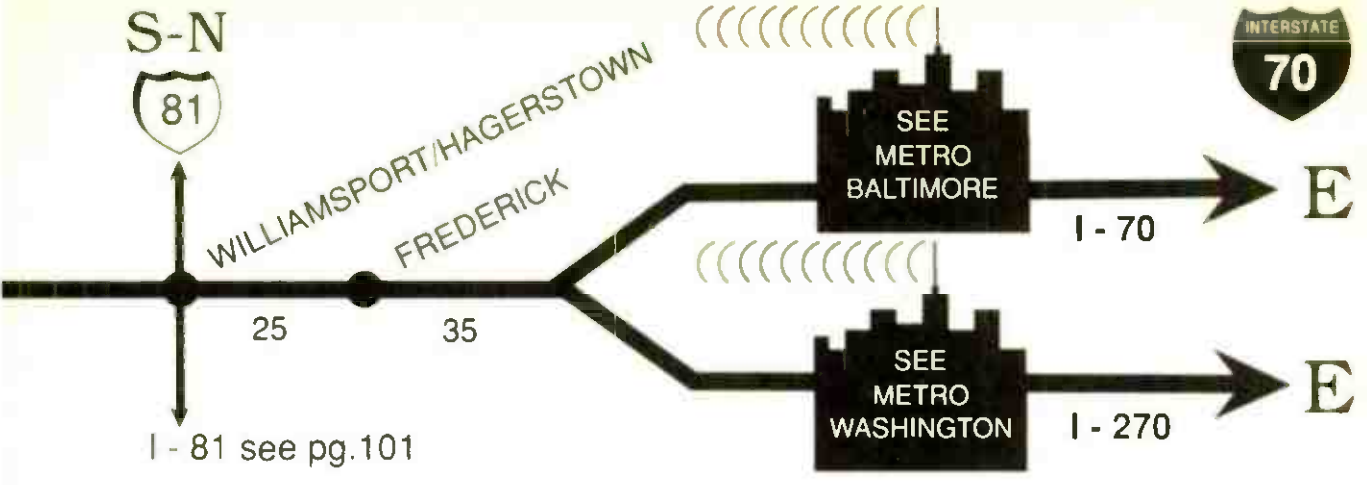 S-N
81
WILLIAMSPORT/HAGERSTOWN
FREDERICK
25
35
I - 81 see pg.101
SEE
METRO
BALTIMORE
I - 70
E
INTERSTATE
70
SEE
METRO
WASHINGTON
I - 270
E